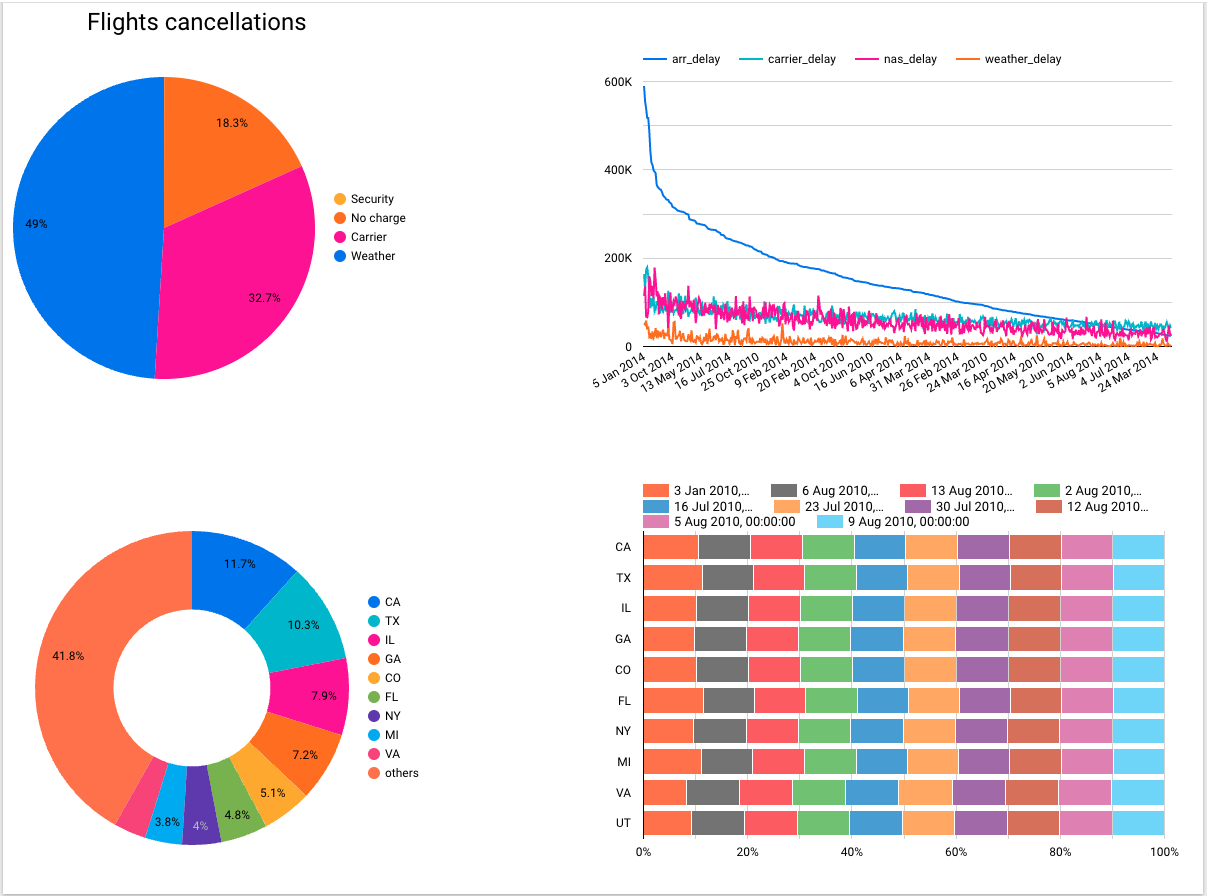 Flights cancellations
18.3%
49%
32.7%
Security
No charge
Carrier
Weather
arr_delay carrier_delay nas_delay weather_delay
600K
400K
200K
0
5 Jan 2014 3 Oct 2014 13 May 2014 16 Jul 2014 25 Oct 2010 9 Feb 2014 20 Feb 2014 4 Oct 2010 16 Jun 2010 6 Apr 2014 31 Mar 2014 26 Feb 2014 24 Mar 2010 16 Apr 2014 20 May 2010 2 Jun 2014 5 Aug 2014 4 Jul 2014 24 Mar 2014
11.7%
10.3%
7.9%
7.2%
5.1%
4.8%
4%
3.8%
41.8%
CA
TX
IL
GA
CO
FL
NY
MI
VA
others
3 Jan 2010,... 6 Aug 2010,... 13 Aug 2010... 2 Aug 2010,...
16 Jul 2010,... 23 Jul 2010,... 30 Jul 2010,... 12 Aug 2010...
5 Aug 2010, 00:00:00 9 Aug 2010, 00:00:00
CA
TX
IL
GA
CO
FL
NY
MI
VA
UT
0% 20% 40% 60% 80% 100%